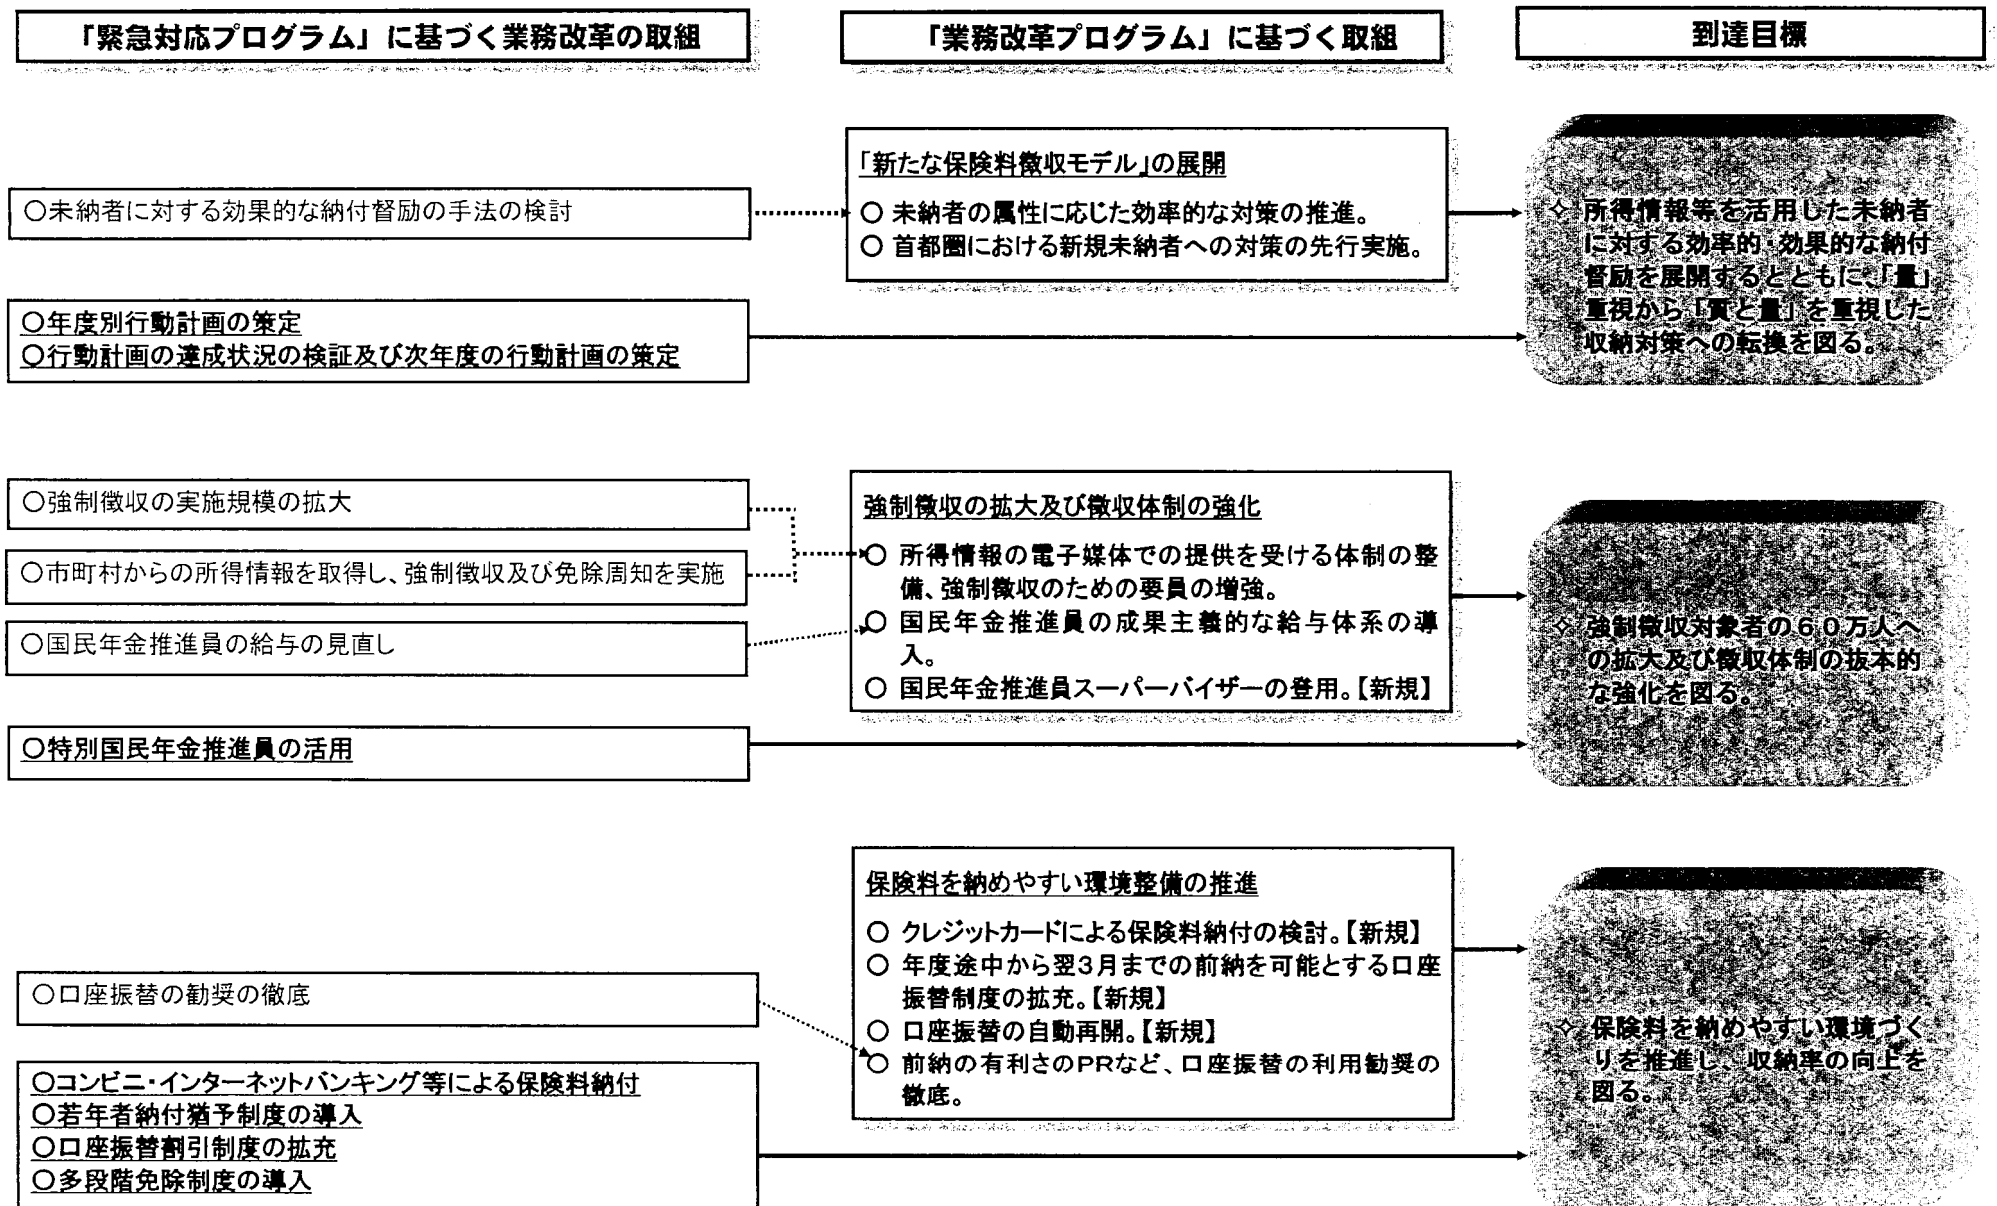 「緊急対応プログラム」に基づく業務改革の取組
「業務改革プログラム」に基づく取組
到達目標
○未納者に対する効果的な納付督励の手法の検討
○年度別行動計画の策定
○行動計画の達成状況の検証及び次年度の行動計画の策定
「新たな保険料徴収モデル」の展開
○ 未納者の属性に応じた効率的な対策の推進。
○ 首都圏における新規未納者への対策の先行実施。
◇ 所得情報等を活用した未納者
に対する効率的・効果的な納付
督励を展開するとともに、「量」
重視から「質と量」を重視した
収納対策への転換を図る。
○強制徴収の実施規模の拡大
○市町村からの所得情報を取得し、強制徴収及び免除周知を実施
○国民年金推進員の給与の見直し
○特別国民年金推進員の活用
強制徴収の拡大及び徴収体制の強化
○ 所得情報の電子媒体での提供を受ける体制の整
備、強制徴収のための要員の増強。
○ 国民年金推進員の成果主義的な給与体系の導
入。
○ 国民年金推進員スーパーバイザーの登用。【新規】
◇ 強制徴収対象者の60万人へ
の拡大及び徴収体制の抜本的
な強化を図る。
○口座振替の勧奨の徹底
○コンビニ・インターネットバンキング等による保険料納付
○若年者納付猶予制度の導入
○口座振替割引制度の拡充
○多段階免除制度の導入
保険料を納めやすい環境整備の推進
○ クレジットカードによる保険料納付の検討。【新規】
○ 年度途中から翌3月までの前納を可能とする口座
振替制度の拡充。【新規】
○ 口座振替の自動再開。【新規】
○ 前納の有利さのPRなど、口座振替の利用勧奨の
徹底。
◇ 保険料を納めやすい環境づく
りを推進し、収納率の向上を
図る。